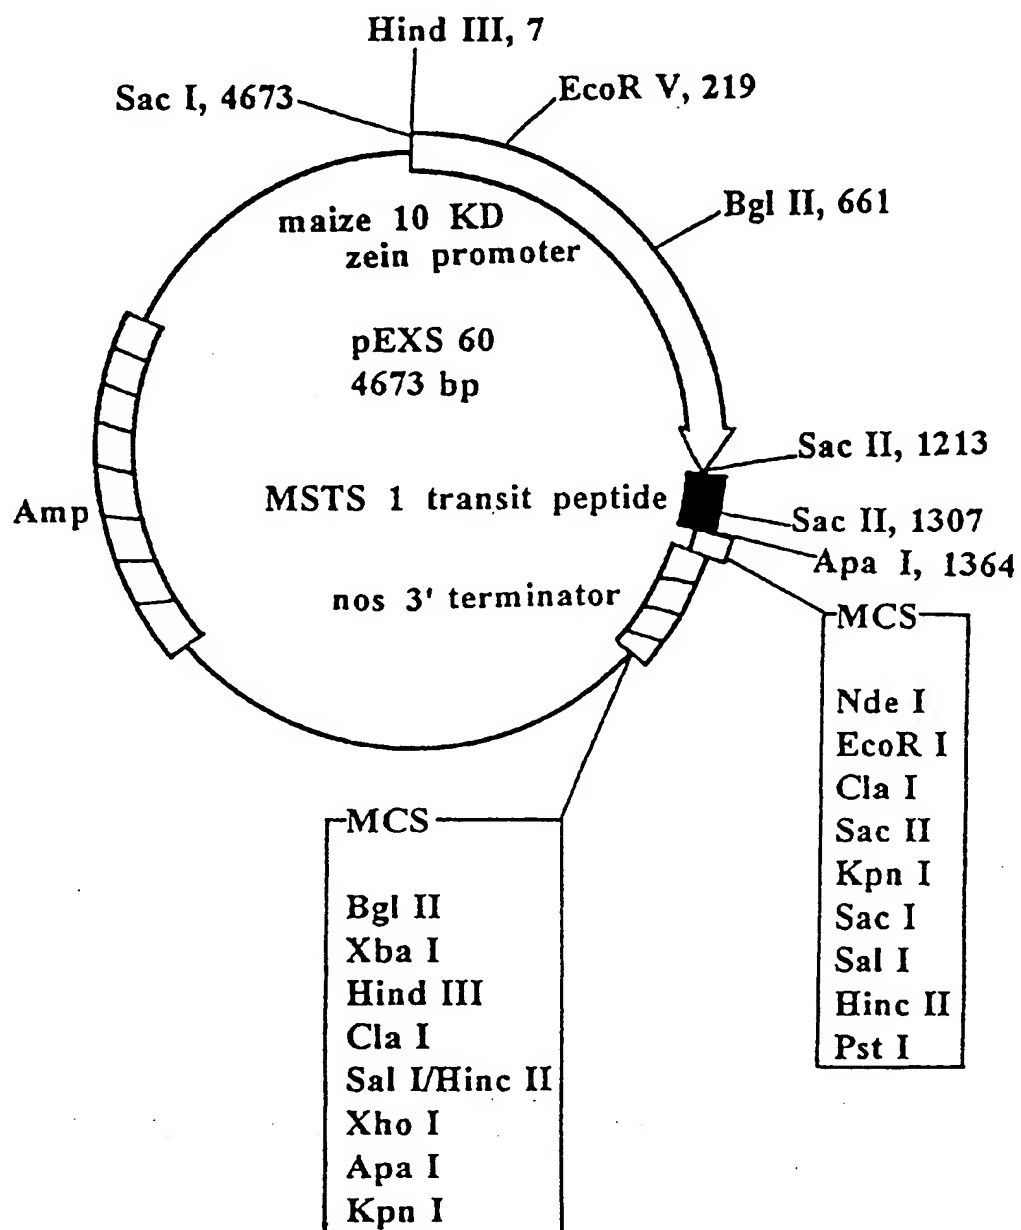 Hind III, 7
Sac I, 4673
EcoR V, 219
Bgl II, 661
maize 10 KD
zein promoter
pEXS 60
4673 bp
Sac II, 1213
MSTS 1 transit peptide
Amp
Sac II, 1307
Apa I, 1364
nos 3' terminator
MCS
Nde I
EcoR I
Cla I
Sac II
Kpn I
Sac I
Sal I
Hinc II
Pst I
MCS
Bgl II
Xba I
Hind III
Cla I
Sal I/Hinc II
Xho I
Apa I
Kpn I